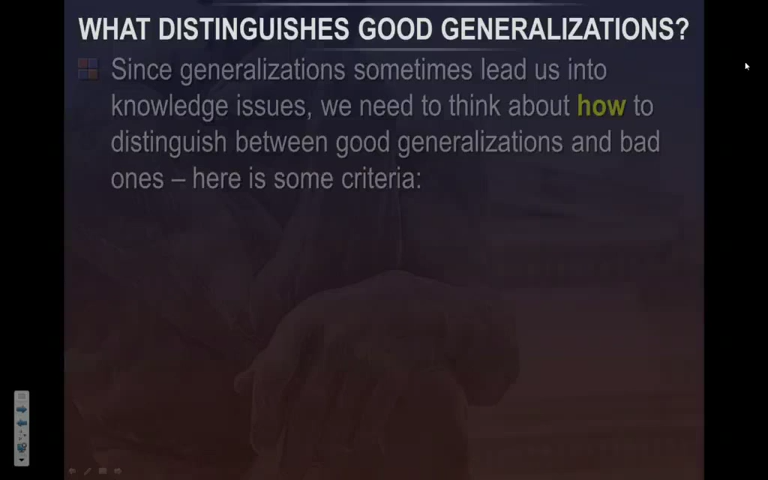 WHAT DISTINGUISHES GOOD GENERALIZATIONS?
Since generalizations sometimes lead us into
knowledge issues, we need to think about how to
distinguish between good generalizations and bad
ones – here is some criteria: